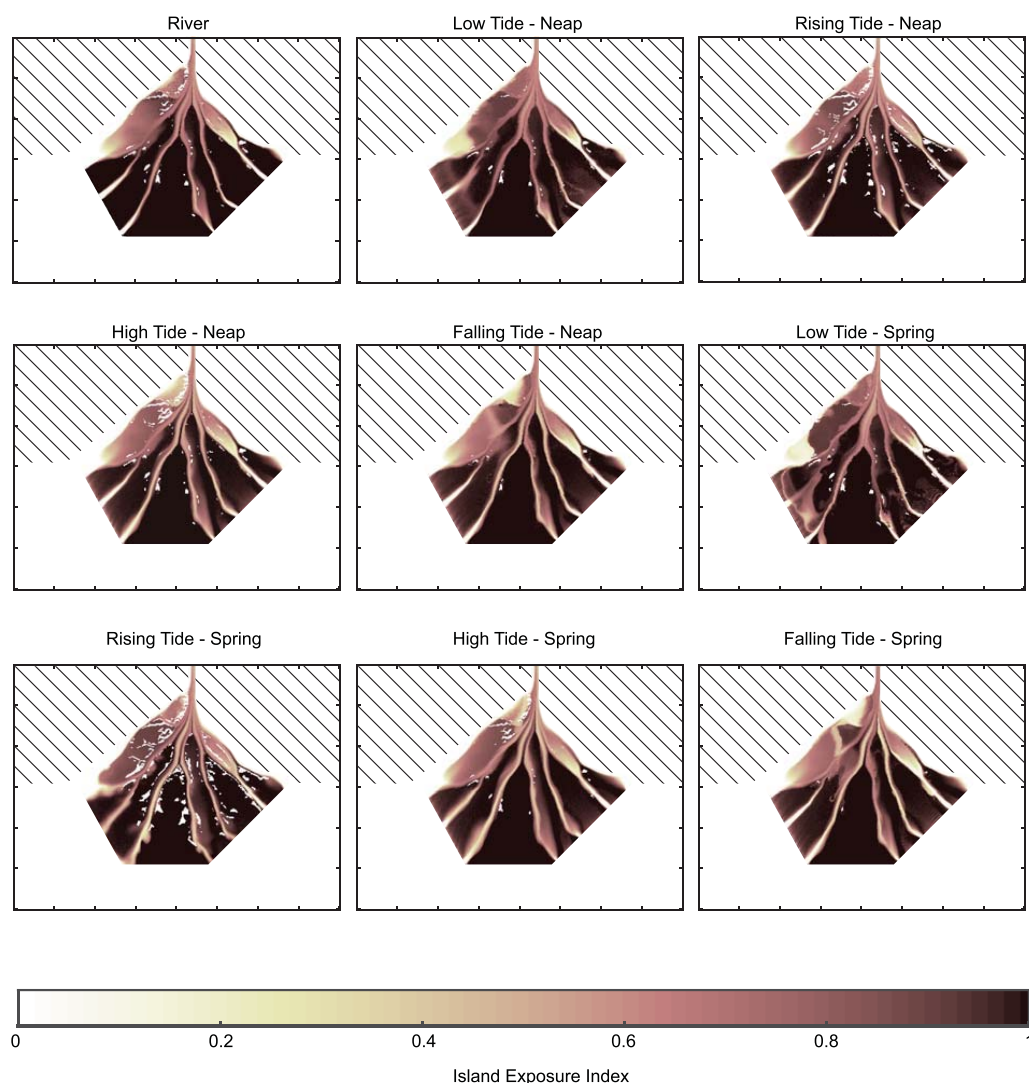 River
Low Tide - Neap
Rising Tide - Neap
High Tide - Neap
Falling Tide - Neap
Low Tide - Spring
Rising Tide - Spring
High Tide - Spring
Falling Tide - Spring
0 0.2 0.4 0.6 0.8 1
Island Exposure Index